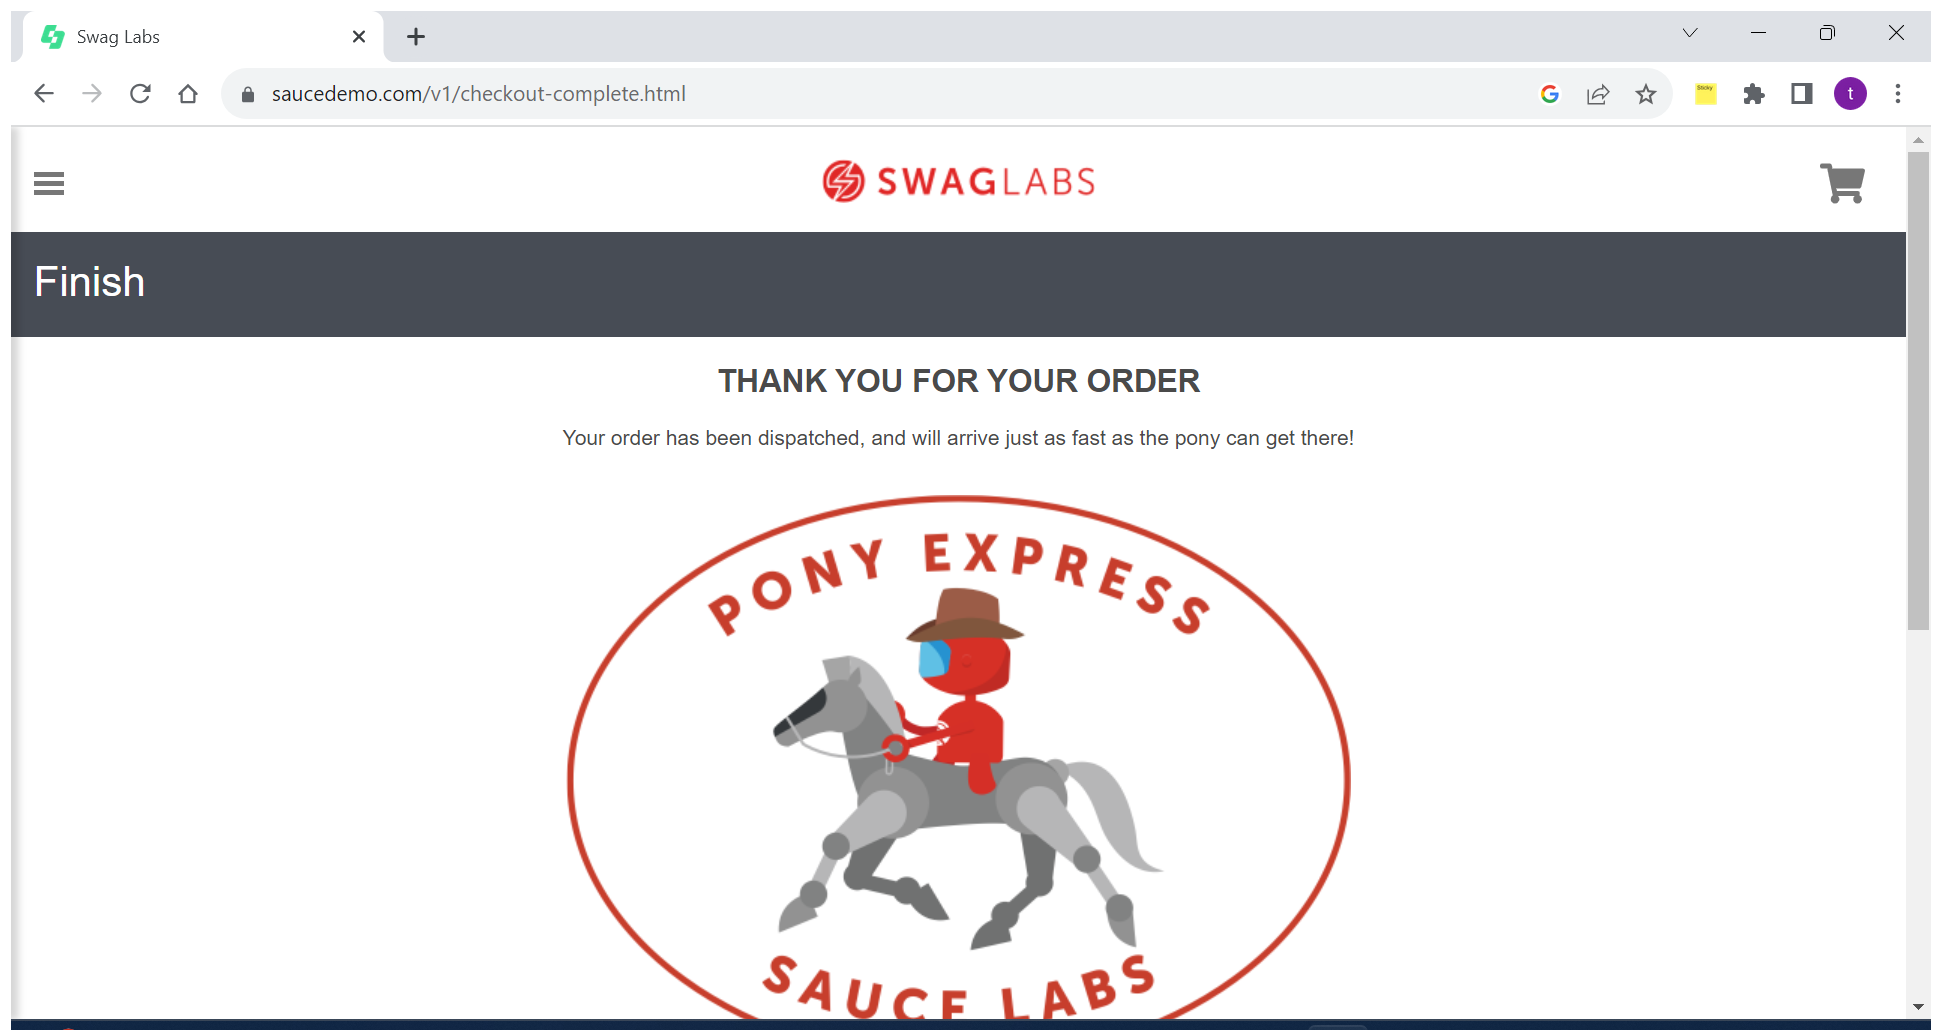 Swag Labs
saucedemo.com/v1/checkout-complete.html
Sticky
t
SWAGLABS
Finish
THANK YOU FOR YOUR ORDER
Your order has been dispatched, and will arrive just as fast as the pony can get there!
PONY EXPRESS
SAUCE LABS